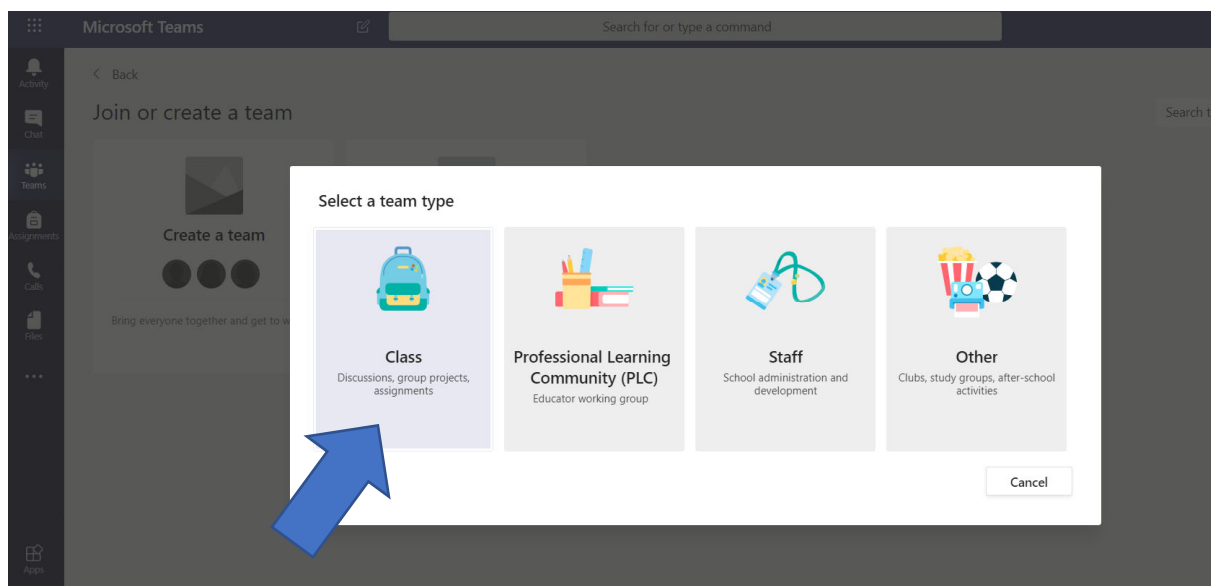 Microsoft Teams
Search for or type a command
Activity
Chat
Teams
Assignments
Calls
Files
Apps
Back
Join or create a team
Search t
Create a team
Bring everyone together and get to w
Select a team type
Class
Discussions, group projects,
assignments
Professional Learning
Community (PLC)
Educator working group
Staff
School administration and
development
Other
Clubs, study groups, after-school
activities
Cancel